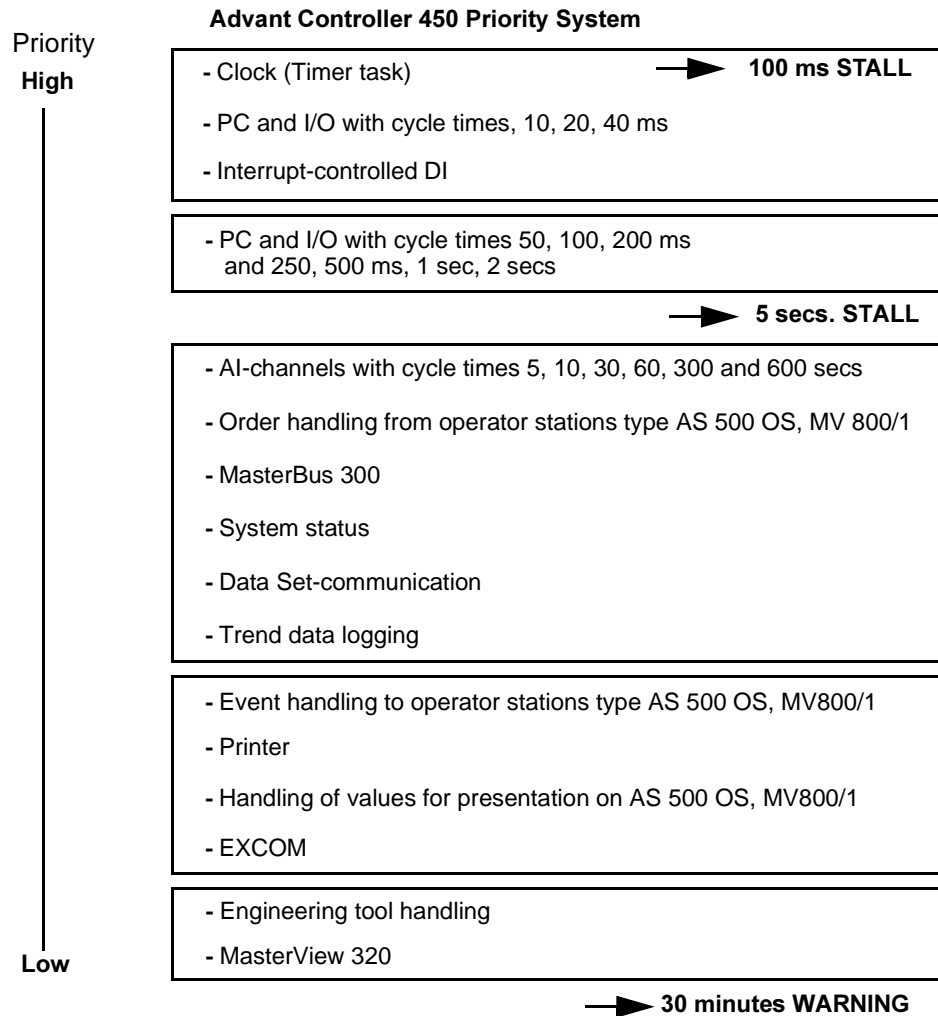 Advant Controller 450 Priority System
Priority
High
- Clock (Timer task)
100 ms STALL
- PC and I/O with cycle times, 10, 20, 40 ms
- Interrupt-controlled DI
- PC and I/O with cycle times 50, 100, 200 ms
and 250, 500 ms, 1 sec, 2 secs
5 secs. STALL
- AI-channels with cycle times 5, 10, 30, 60, 300 and 600 secs
- Order handling from operator stations type AS 500 OS, MV 800/1
- MasterBus 300
- System status
- Data Set-communication
- Trend data logging
- Event handling to operator stations type AS 500 OS, MV800/1
- Printer
- Handling of values for presentation on AS 500 OS, MV800/1
- EXCOM
- Engineering tool handling
- MasterView 320
Low
30 minutes WARNING